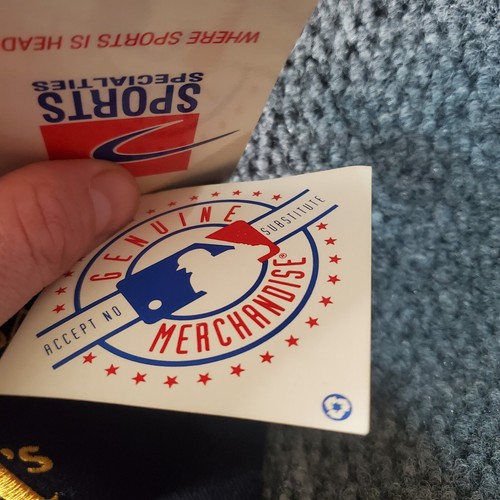 WHERE SPORTS IS HEAD
SPORTS
SPECIALTIES
GENUINE
MERCHANDISE®
ACCEPT NO SUBSTITUTE
's